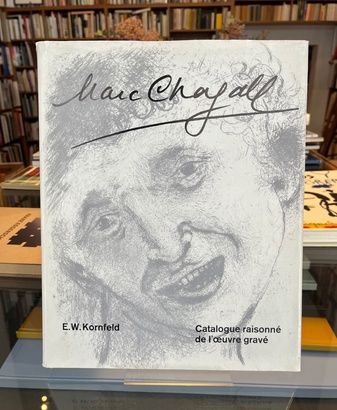 Marc Chagall
E.W. Kornfeld
Catalogue raisonné
de l'œuvre gravé